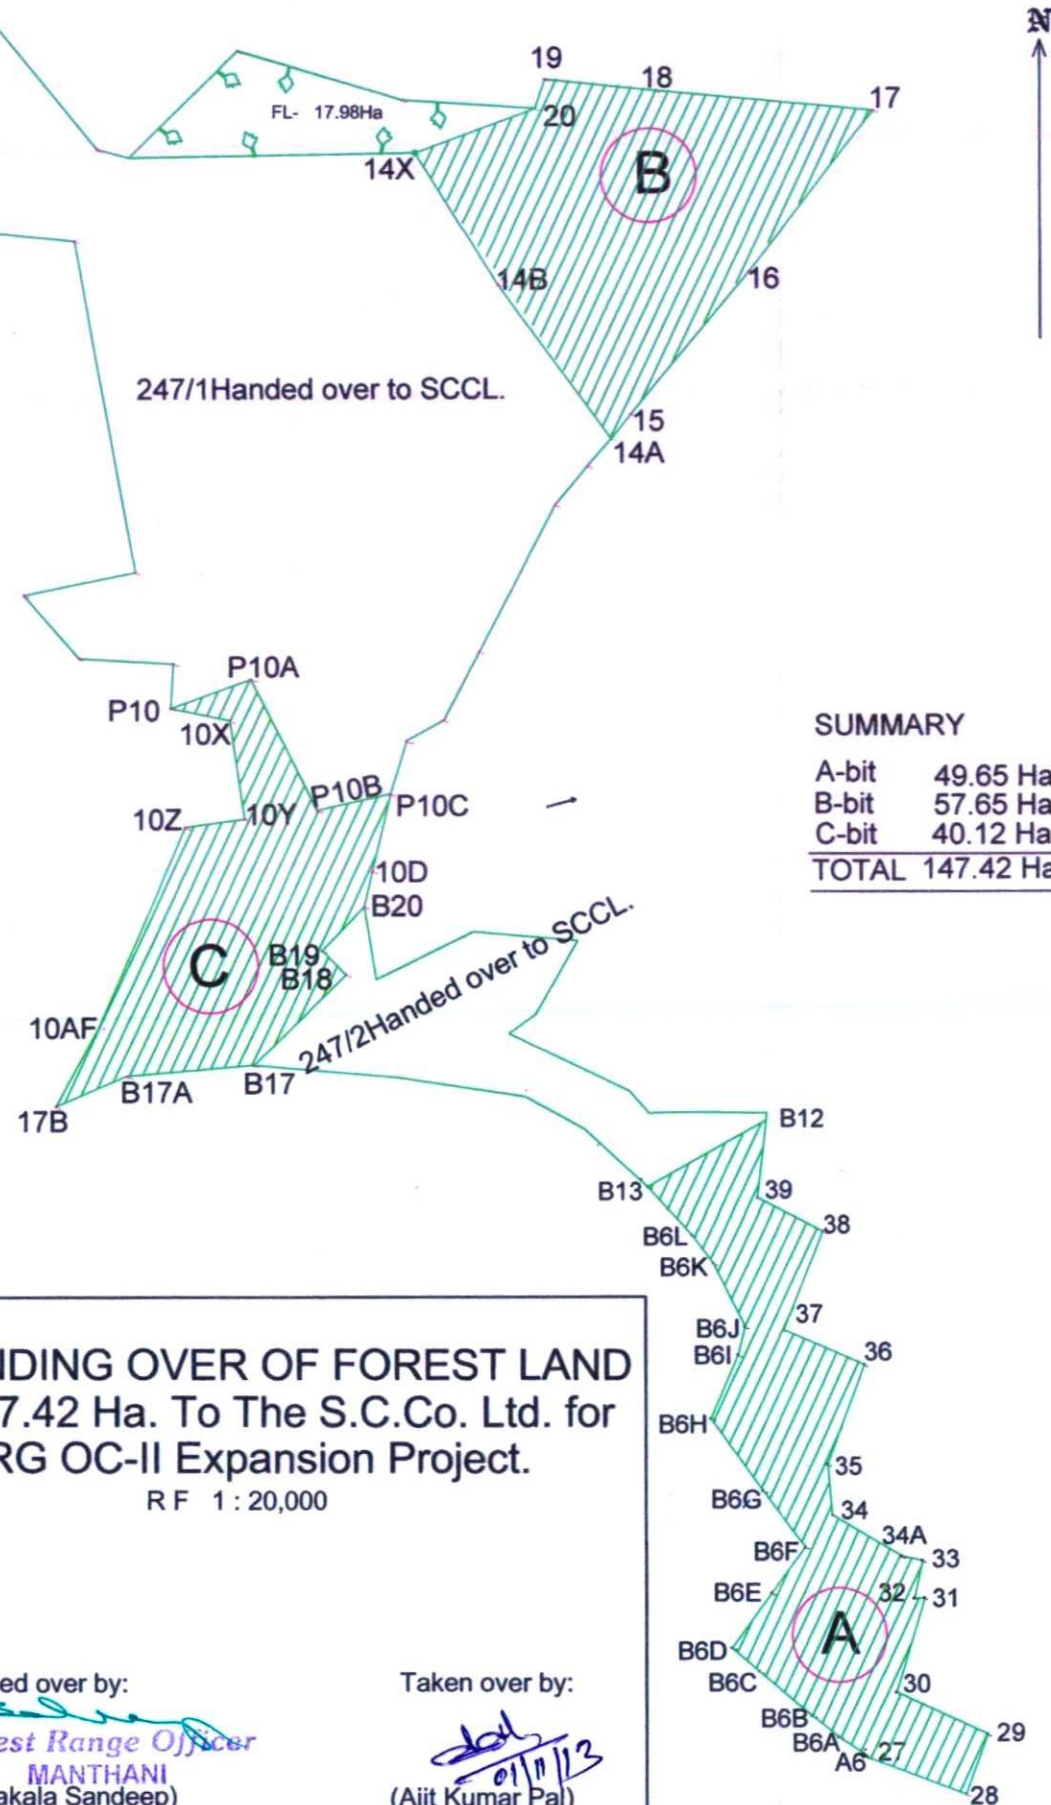 N
19
18
17
FL- 17.98Ha
20
B
14X
14B
16
247/1Handed over to SCCL.
15
14A
P10A
P10
10X
SUMMARY
A-bit 49.65 Ha
B-bit 57.65 Ha
C-bit 40.12 Ha
TOTAL 147.42 Ha
P10B
P10C
10Z
10Y
10D
B20
C
B19
B18
247/2Handed over to SCCL.
10AF
B17
B17A
17B
B12
B13
39
38
B6L
B6K
37
B6J
B6I
36
B6H
35
B6G
34
34A
B6F
33
B6E
32
31
A
B6D
B6C
30
B6B
29
B6A
27
A6
28
NDING OVER OF FOREST LAND
7.42 Ha. To The S.C.Co. Ltd. for
RG OC-II Expansion Project.
R F 1 : 20,000
ed over by:
Taken over by:
est Range Officer
MANTHANI
01/11/13
akala Sandeep)
(Ajit Kumar Pal)